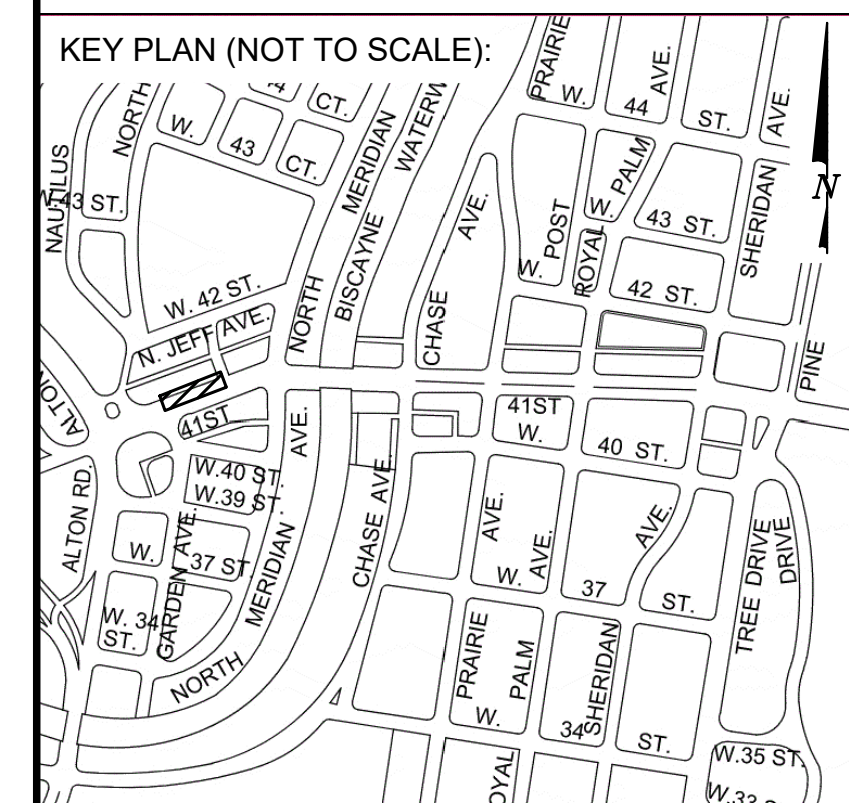 KEY PLAN (NOT TO SCALE):
PRAIRIE
W. 44 ST.
AVE.
AVE.
CT.
NORTH
W. 43 CT.
MERIDIAN
WATERW
NAUTILUS
W.43 ST.
AVE.
W. POST
W. PALM
ROYAL
43 ST.
SHERIDAN
N
W. 42 ST.
NORTH
BISCAYNE
42 ST.
N. JEFF AVE.
CHASE
PINE
ALTON
41ST
AVE.
41ST
W. 40 ST.
W.40 ST.
W.39 ST.
ALTON RD.
CHASE AVE.
AVE.
AVE.
AVE.
TREE DRIVE
DRIVE
W. 37 ST.
GARDEN AVE.
MERIDIAN
W. 37 ST.
W. 34
ST.
PRAIRIE
PALM
SHERIDAN
NORTH
W. 34 ST.
W.35 ST.
OYAL